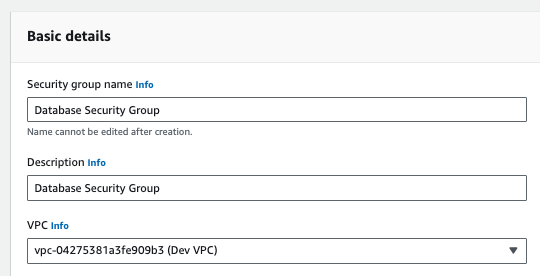 Basic details
Security group name Info
Database Security Group
Name cannot be edited after creation.
Description Info
Database Security Group
VPC Info
vpc-04275381a3fe909b3 (Dev VPC)